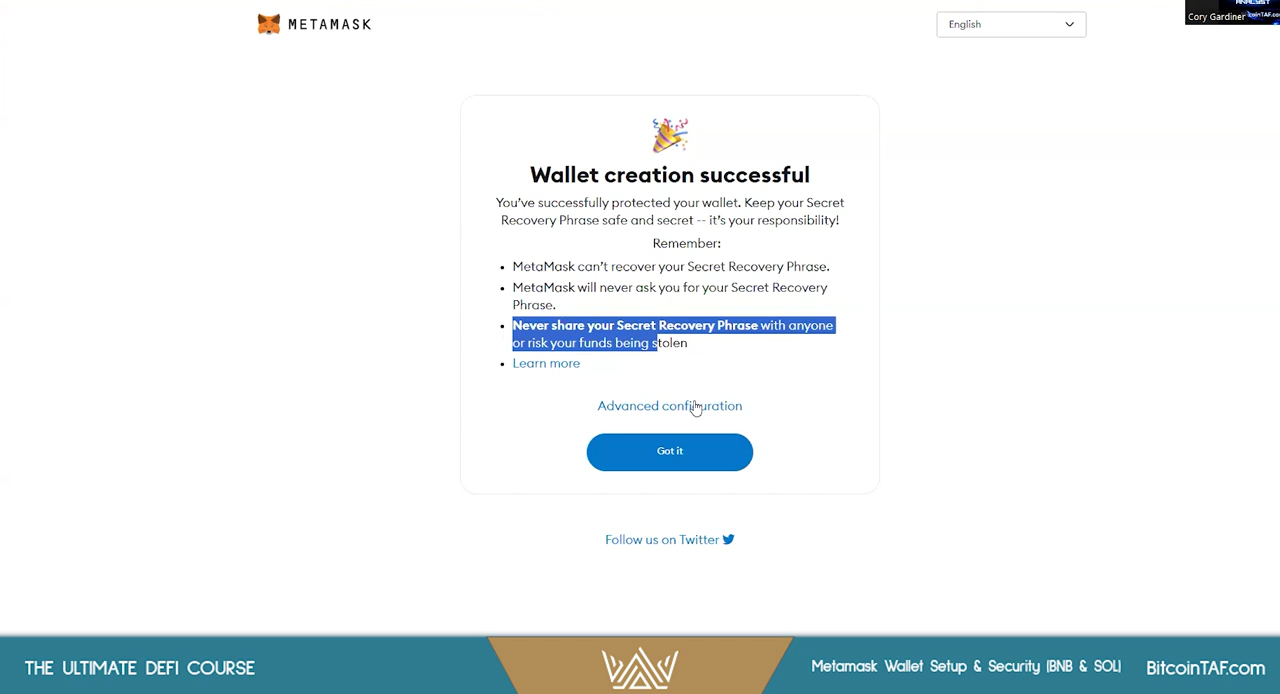 METAMASK
English
ANALYST
BitcoinTAF.com
Cory Gardiner
Wallet creation successful
You've successfully protected your wallet. Keep your Secret
Recovery Phrase safe and secret -- it's your responsibility!
Remember:
MetaMask can't recover your Secret Recovery Phrase.
MetaMask will never ask you for your Secret Recovery
Phrase.
Never share your Secret Recovery Phrase with anyone
or risk your funds being stolen
Learn more
Advanced configuration
Got it
Follow us on Twitter
THE ULTIMATE DEFI COURSE
Metamask Wallet Setup & Security (BNB & SOL)
BitcoinTAF.com